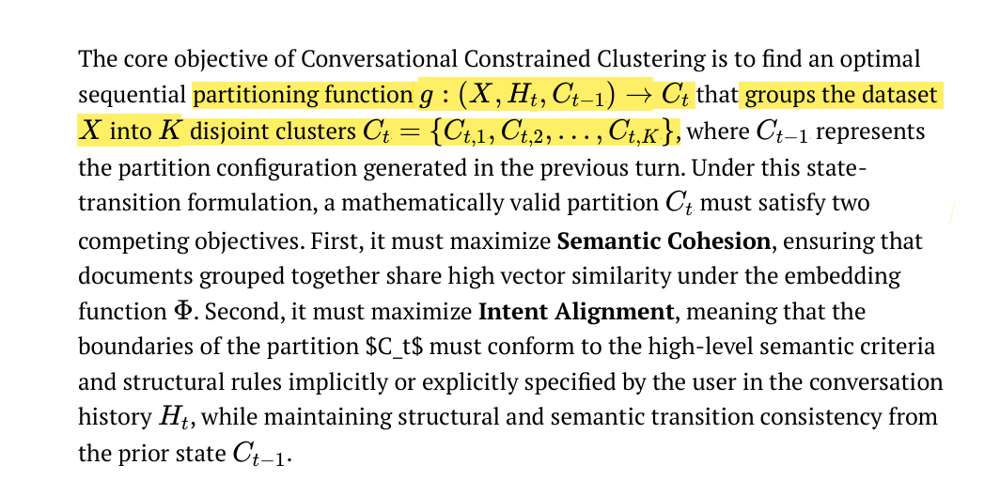 The core objective of Conversational Constrained Clustering is to find an optimal
sequential partitioning function g : (X, H_t, C_{t−1}) → C_t that groups the dataset
X into K disjoint clusters C_t = {C_{t,1}, C_{t,2}, . . . , C_{t,K}}, where C_{t−1} represents
the partition configuration generated in the previous turn. Under this state-
transition formulation, a mathematically valid partition C_t must satisfy two
competing objectives. First, it must maximize Semantic Cohesion, ensuring that
documents grouped together share high vector similarity under the embedding
function Φ. Second, it must maximize Intent Alignment, meaning that the
boundaries of the partition $C_t$ must conform to the high-level semantic criteria
and structural rules implicitly or explicitly specified by the user in the conversation
history H_t, while maintaining structural and semantic transition consistency from
the prior state C_{t−1}.